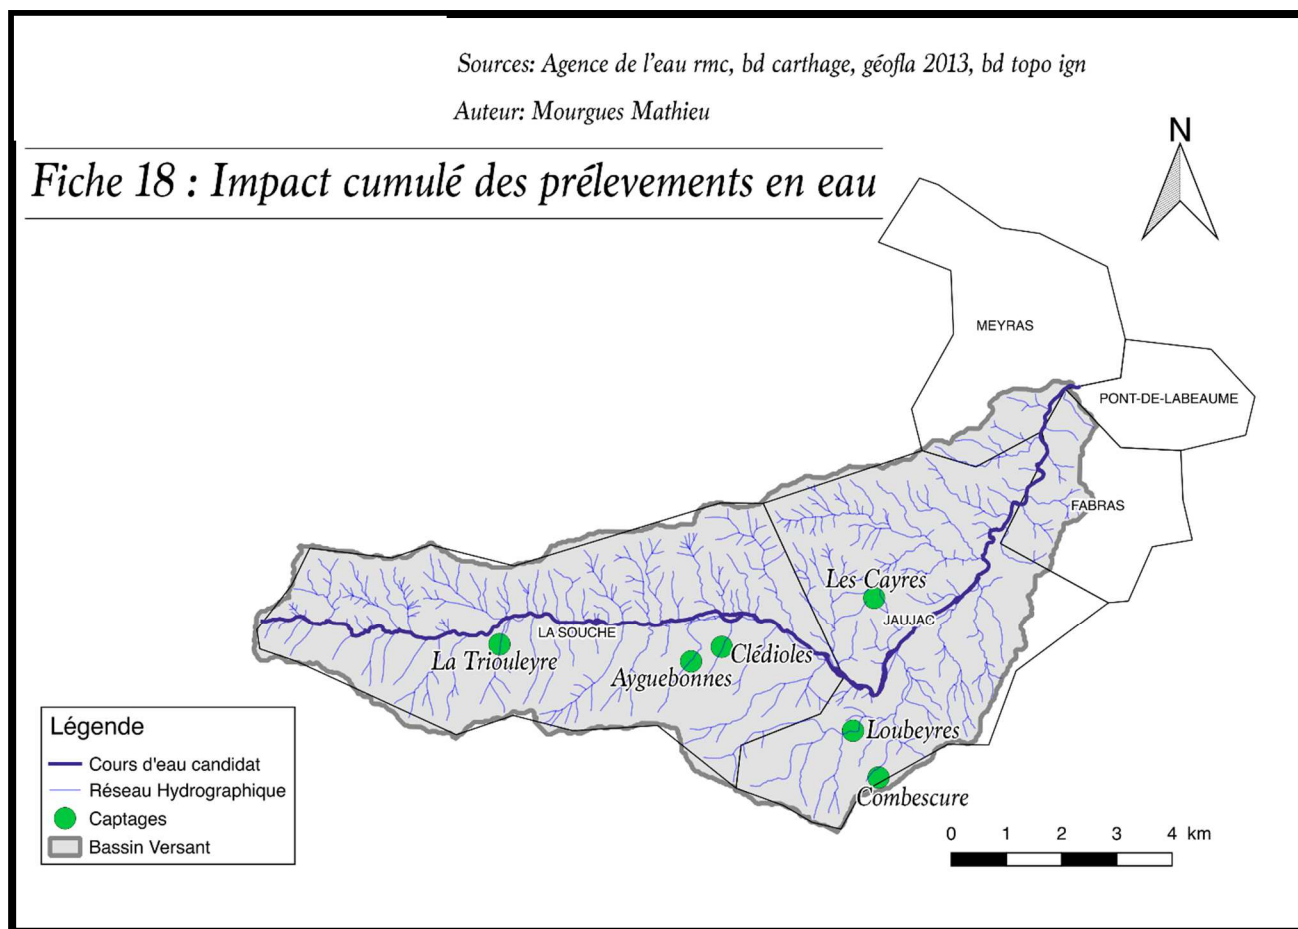 Sources: Agence de l'eau rmc, bd carthage, géofla 2013, bd topo ign
Auteur: Mourgues Mathieu
Fiche 18 : Impact cumulé des prélevements en eau
N
MEYRAS
PONT-DE-LABEAUME
FABRAS
Les Cayres
JAUJAC
LA SOUCHE
La Triouleyre
Clédioles
Ayguebonnes
Loubeyres
Combescure
Légende
Cours d'eau candidat
Réseau Hydrographique
Captages
Bassin Versant
0 1 2 3 4 km